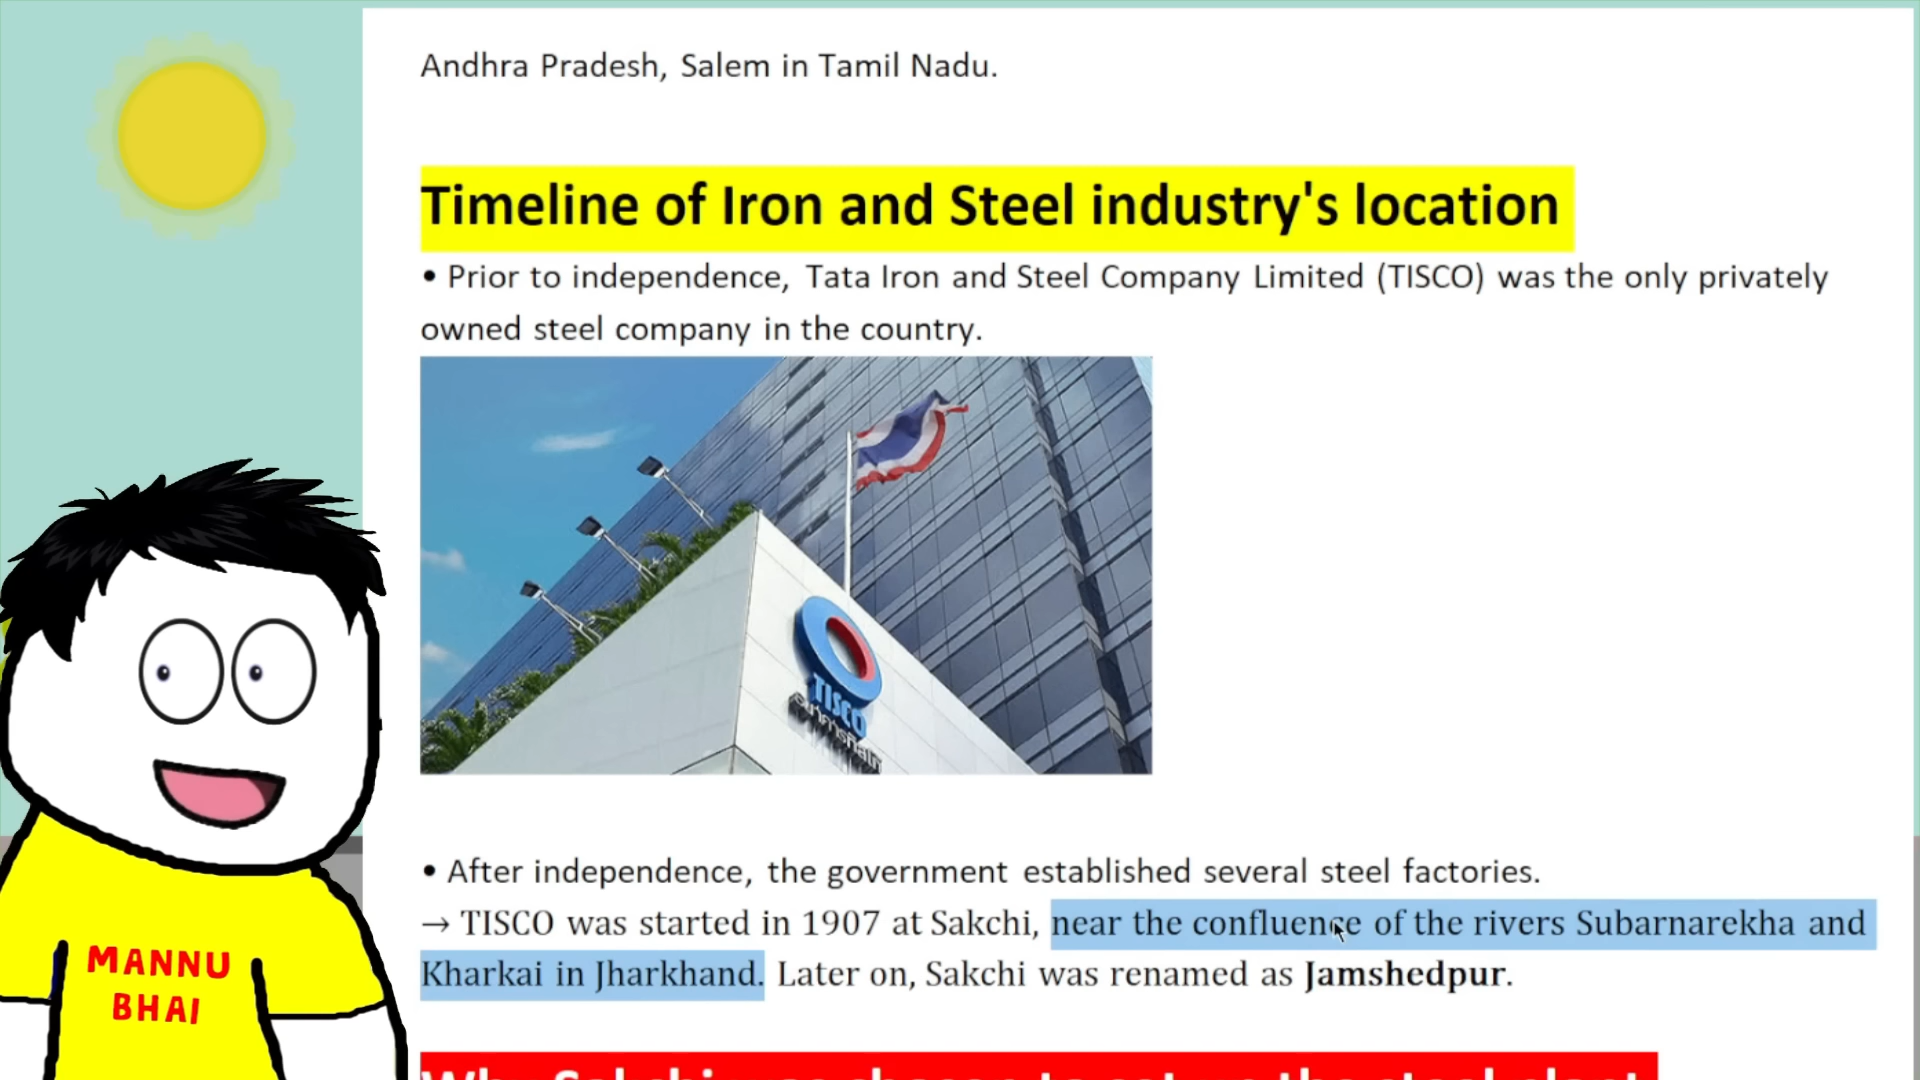 Andhra Pradesh, Salem in Tamil Nadu.
Timeline of Iron and Steel industry's location
• Prior to independence, Tata Iron and Steel Company Limited (TISCO) was the only privately
owned steel company in the country.
TISCO
• After independence, the government established several steel factories.
→ TISCO was started in 1907 at Sakchi, near the confluence of the rivers Subarnarekha and
Kharkai in Jharkhand. Later on, Sakchi was renamed as Jamshedpur.
MANNU
BHAI